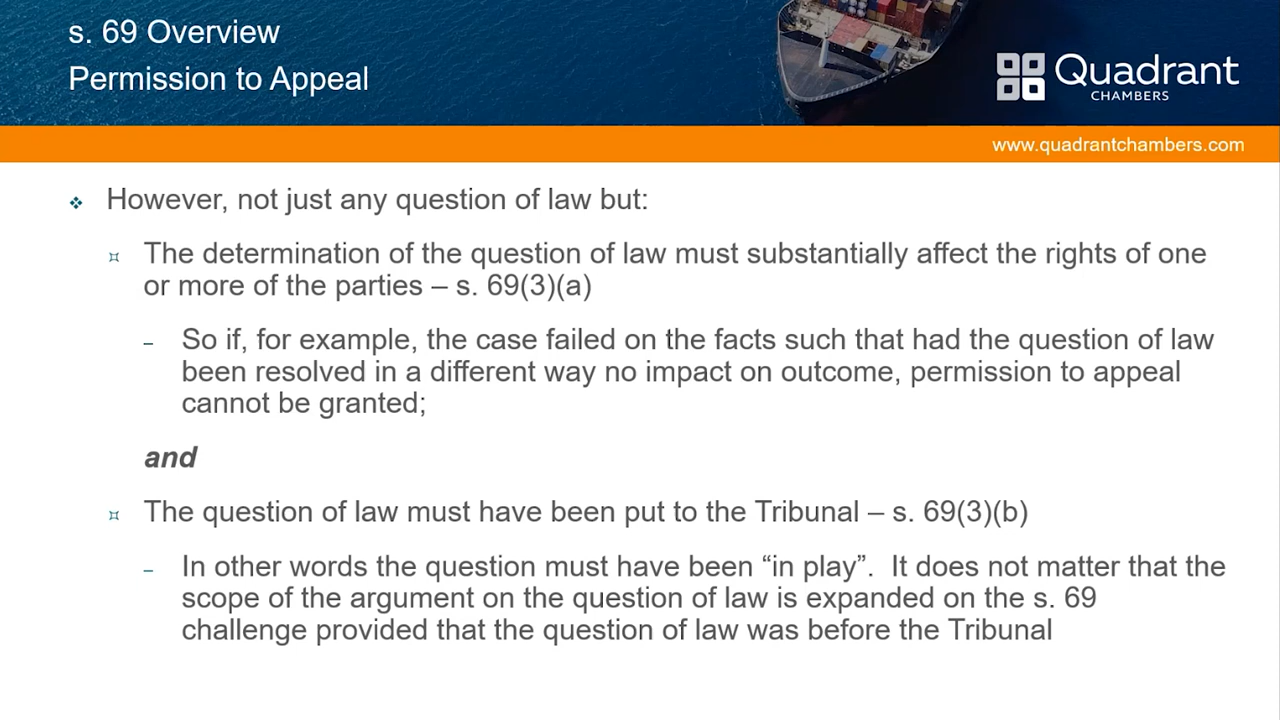 s. 69 Overview
Permission to Appeal
Quadrant
CHAMBERS
www.quadrantchambers.com
However, not just any question of law but:
The determination of the question of law must substantially affect the rights of one
or more of the parties – s. 69(3)(a)
– So if, for example, the case failed on the facts such that had the question of law
been resolved in a different way no impact on outcome, permission to appeal
cannot be granted;
and
The question of law must have been put to the Tribunal – s. 69(3)(b)
– In other words the question must have been “in play”.  It does not matter that the
scope of the argument on the question of law is expanded on the s. 69
challenge provided that the question of law was before the Tribunal